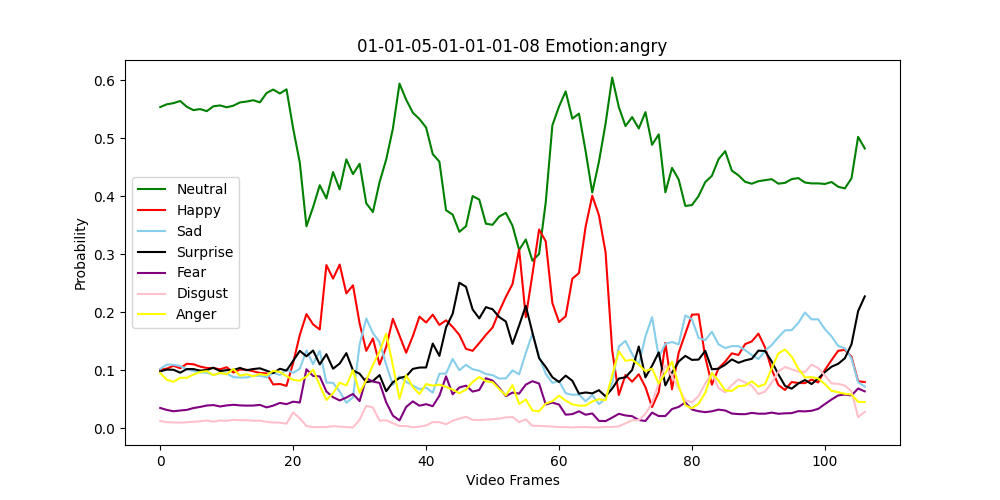 01-01-05-01-01-01-08 Emotion:angry
0.6
0.5
0.4
0.3
0.2
0.1
0.0
Probability
Neutral
Happy
Sad
Surprise
Fear
Disgust
Anger
0 20 40 60 80 100
Video Frames